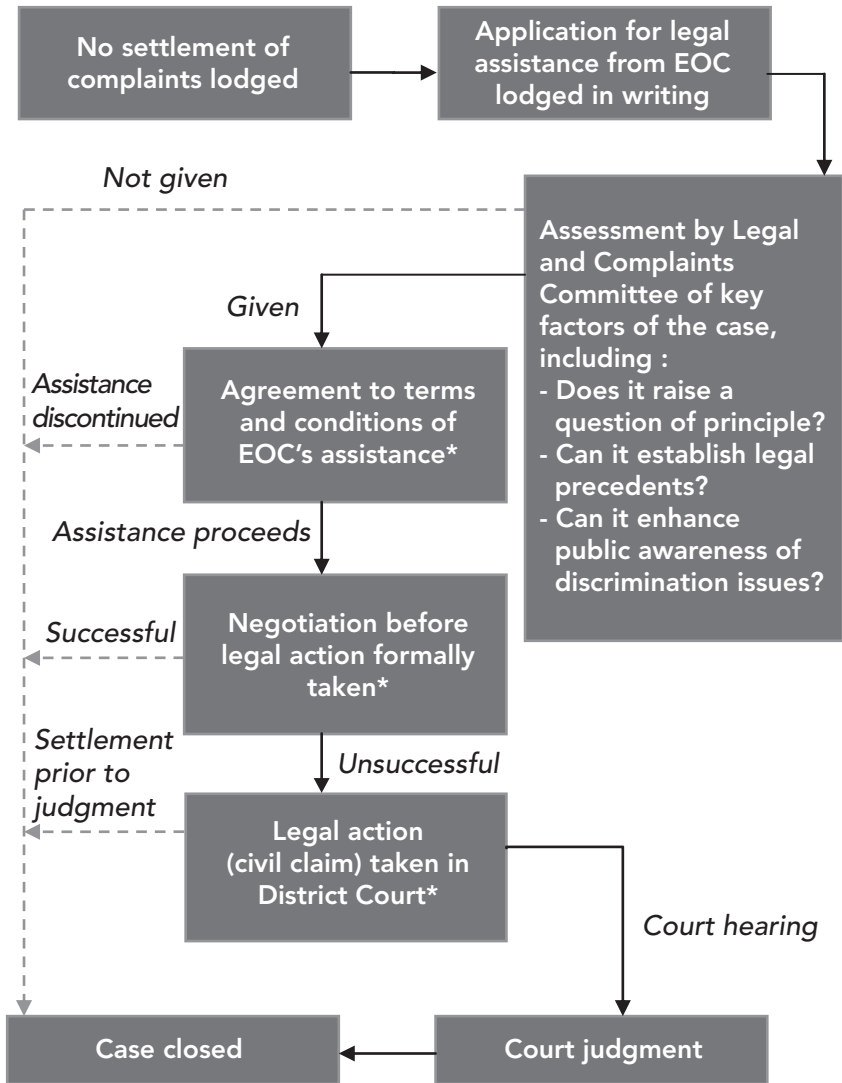 No settlement of
complaints lodged
Application for legal
assistance from EOC
lodged in writing
Not given
Assessment by Legal
and Complaints
Committee of key
factors of the case,
including :
- Does it raise a
question of principle?
- Can it establish legal
precedents?
- Can it enhance
public awareness of
discrimination issues?
Given
Assistance
discontinued
Agreement to terms
and conditions of
EOC's assistance*
Assistance proceeds
Successful
Negotiation before
legal action formally
taken*
Settlement
prior to
judgment
Unsuccessful
Legal action
(civil claim) taken in
District Court*
Court hearing
Case closed
Court judgment